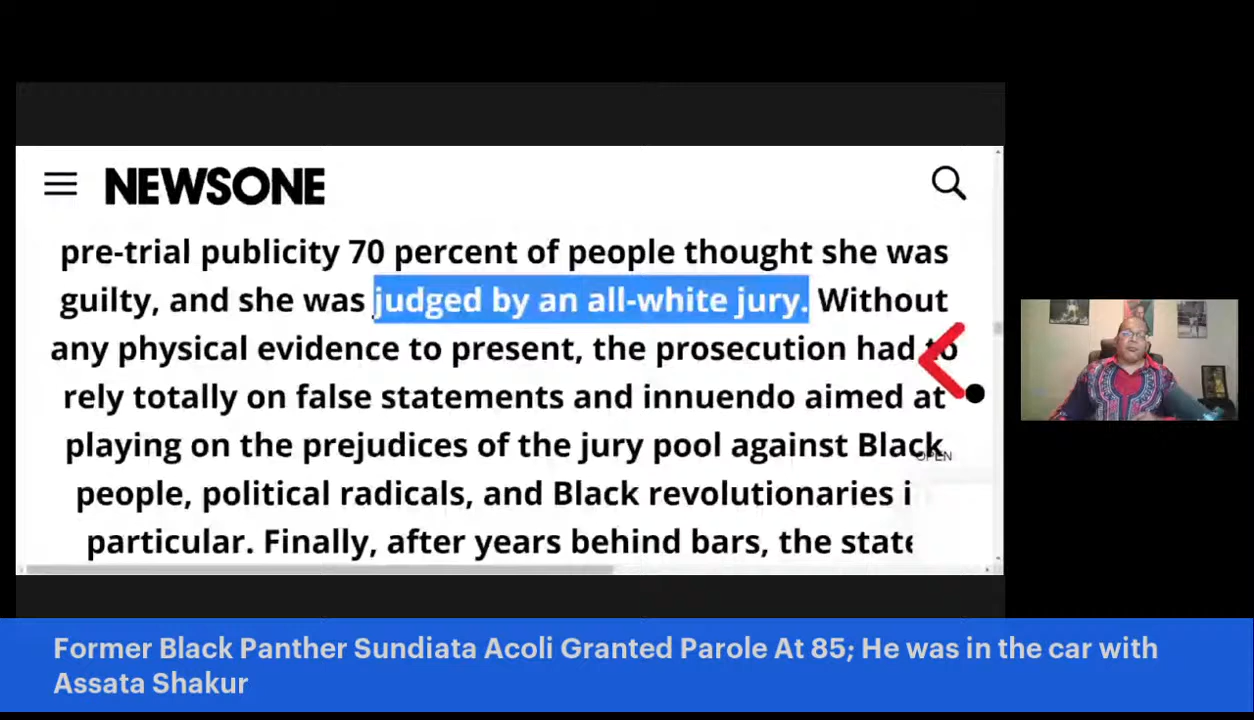 NEWSONE
pre-trial publicity 70 percent of people thought she was
guilty, and she was judged by an all-white jury. Without
any physical evidence to present, the prosecution had to
rely totally on false statements and innuendo aimed at
playing on the prejudices of the jury pool against Black
OPEN
people, political radicals, and Black revolutionaries i
particular. Finally, after years behind bars, the state
Former Black Panther Sundiata Acoli Granted Parole At 85; He was in the car with
Assata Shakur